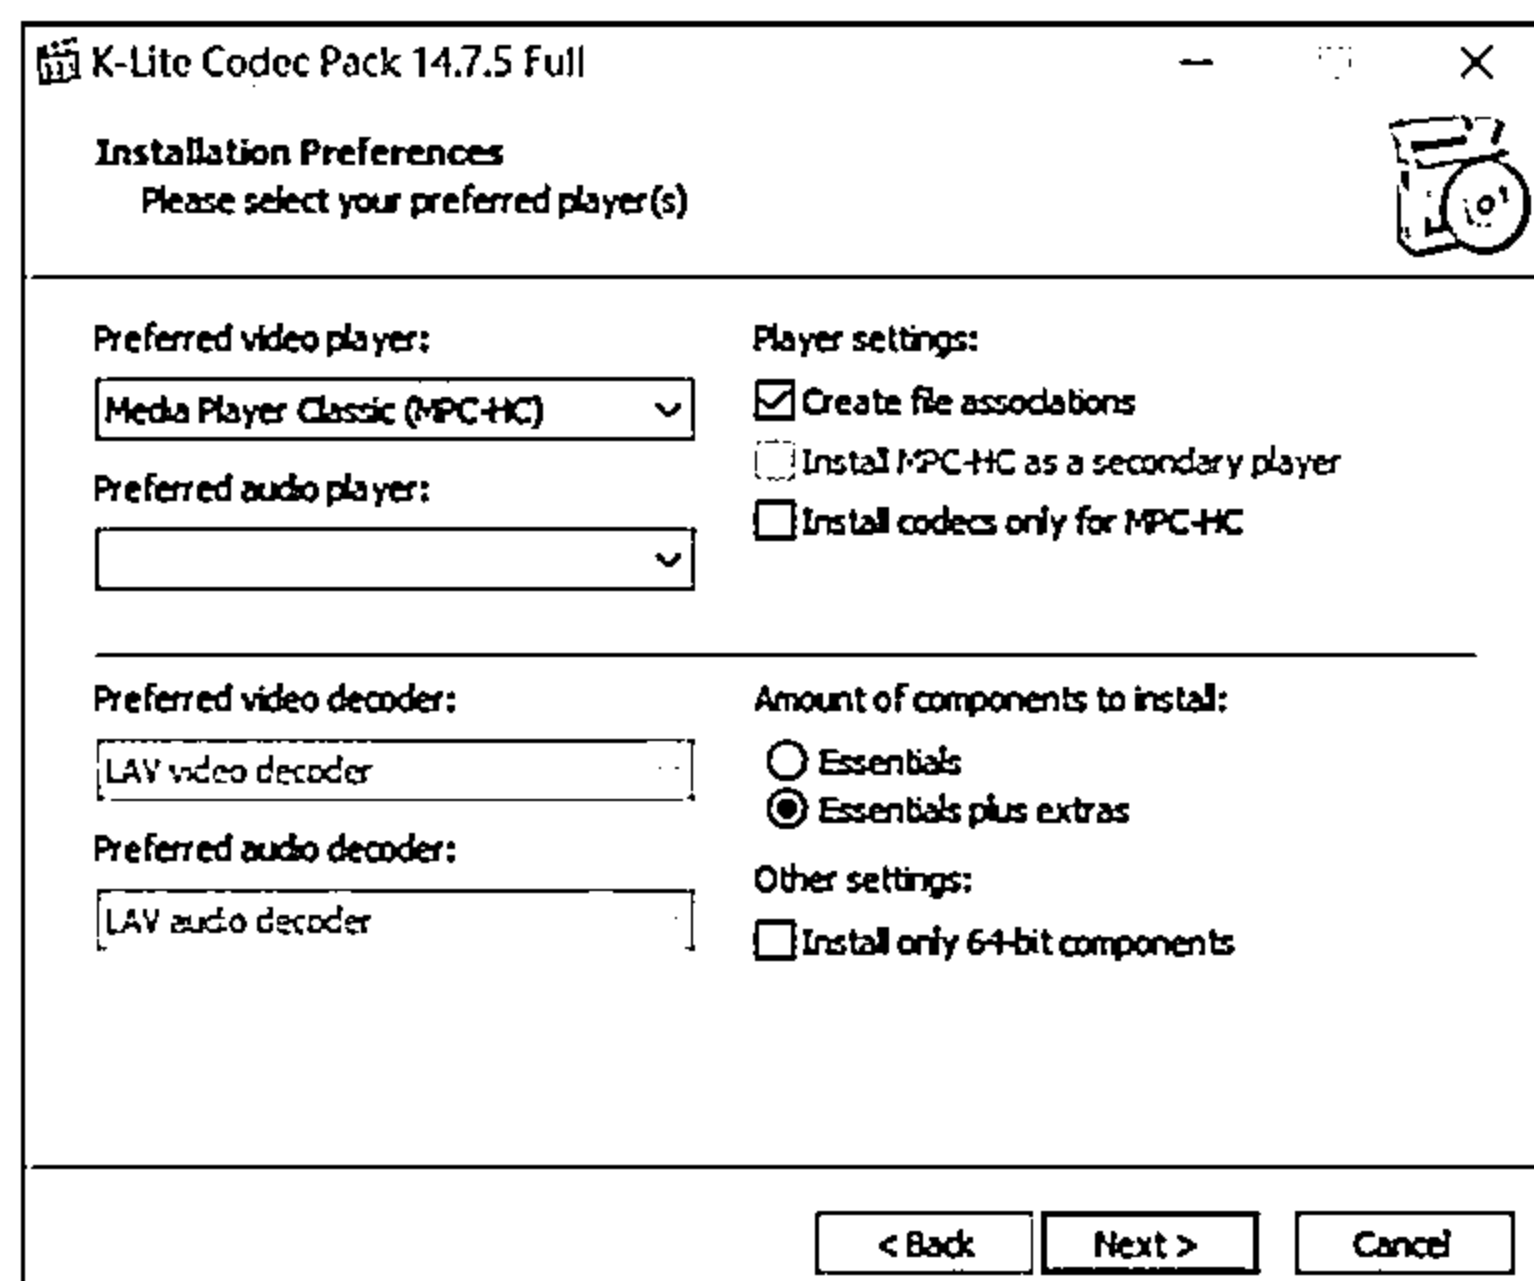 K-Lite Codec Pack 14.7.5 Full
Installation Preferences
Please select your preferred player(s)
Preferred video player:
Media Player Classic (MPC-HC)
Preferred audio player:
Player settings:
Create file associations
Install MPC-HC as a secondary player
Install codecs only for MPC-HC
Preferred video decoder:
LAV video decoder
Preferred audio decoder:
LAV audio decoder
Amount of components to install:
Essentials
Essentials plus extras
Other settings:
Install only 64-bit components
< Back
Next >
Cancel